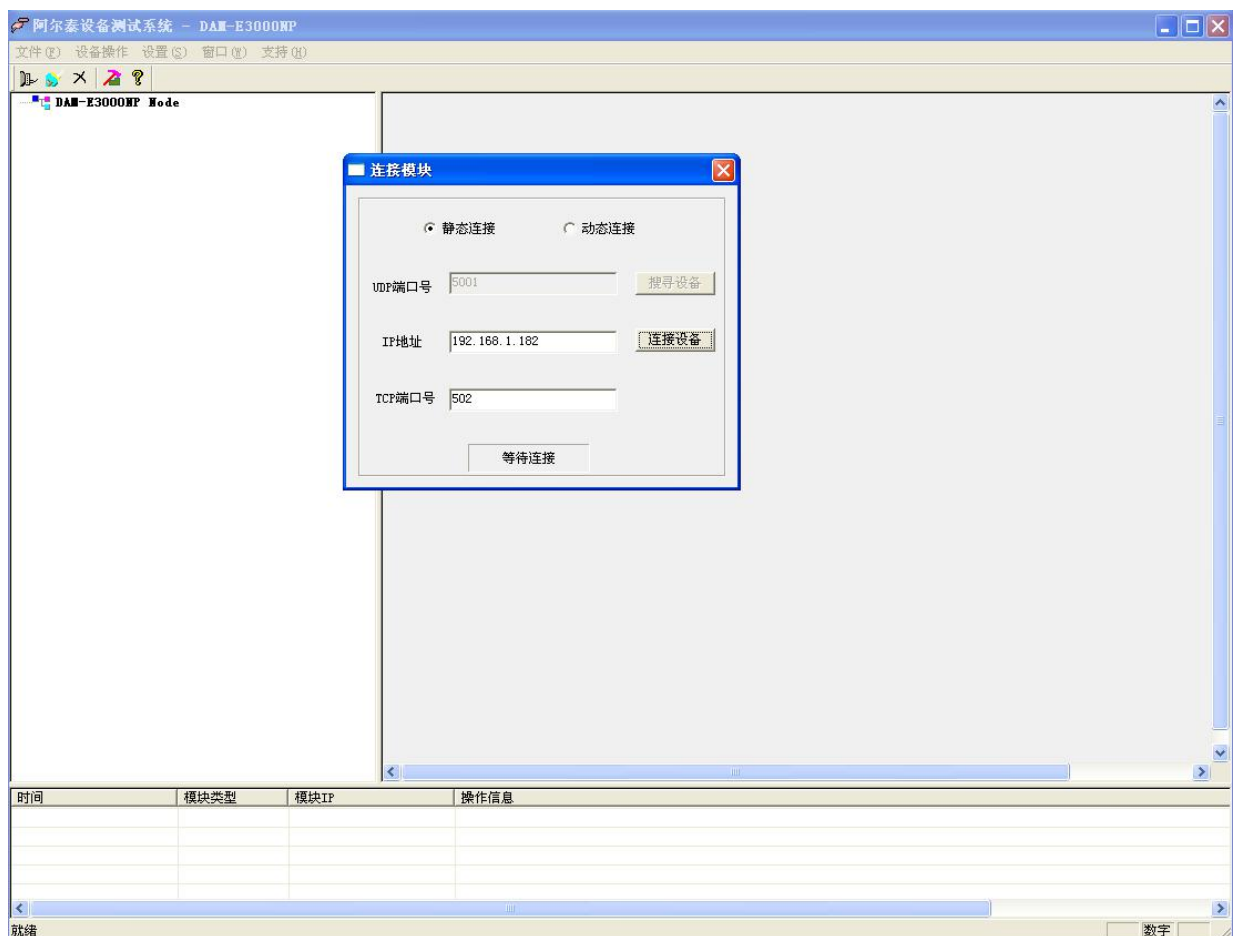 阿尔泰设备测试系统 - DAM-E3000NP
文件(F) 设备操作 设置(S) 窗口(W) 支持(H)
DAM-E3000NP Node
连接模块
静态连接 动态连接
UDP端口号 5001 搜寻设备
IP地址 192.168.1.182 连接设备
TCP端口号 502
等待连接
时间 模块类型 模块IP 操作信息
就绪 数字